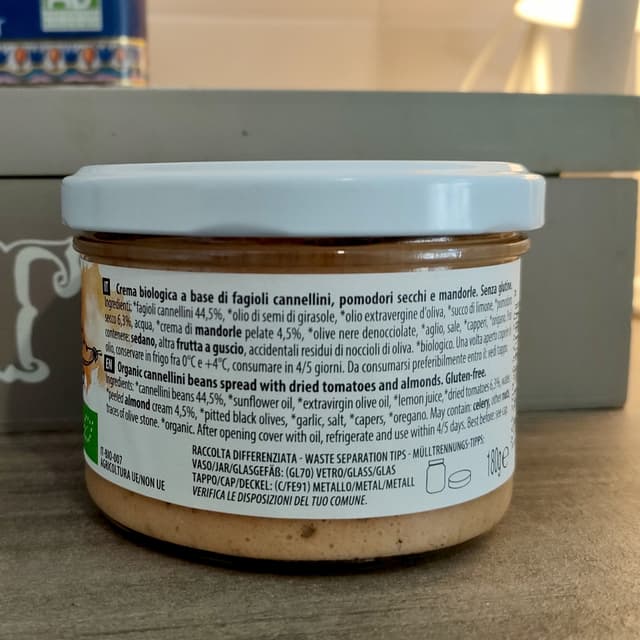 IT Crema biologica a base di fagioli cannellini, pomodori secchi e mandorle. Senza glutine.
Ingredienti: *fagioli cannellini 44,5%, *olio di semi di girasole, *olio extravergine d'oliva, *succo di limone, *pomodori
secco 6,3%, acqua, *crema di mandorle pelate 4,5%, *olive nere denocciolate, *aglio, sale, *capperi, *origano.
contenere: sedano, altra frutta a guscio, accidentali residui di noccioli di oliva. *biologico. Una volta aperto coprire
olio, conservare in frigo fra 0°C e +4°C, consumare in 4/5 giorni. Da consumarsi preferibilmente entro il: vedi tappo.
EN Organic cannellini beans spread with dried tomatoes and almonds. Gluten-free.
Ingredients: *cannellini beans 44,5%, *sunflower oil, *extravirgin olive oil, *lemon juice, *dried tomatoes 6,3%, water,
*peeled almond cream 4,5%, *pitted black olives, *garlic, salt, *capers, *oregano. May contain: celery, other nuts,
traces of olive stone. *organic. After opening cover with oil, refrigerate and use within 4/5 days. Best before: see cap.
RACCOLTA DIFFERENZIATA - WASTE SEPARATION TIPS - MÜLLTRENNUNGS-TIPPS:
VASO/JAR/GLASGEFÄß: (GL70) VETRO/GLASS/GLAS
TAPPO/CAP/DECKEL: (C/FE91) METALLO/METAL/METALL
VERIFICA LE DISPOSIZIONI DEL TUO COMUNE.
180g e
IT-BIO-007
AGRICOLTURA UE/NON UE